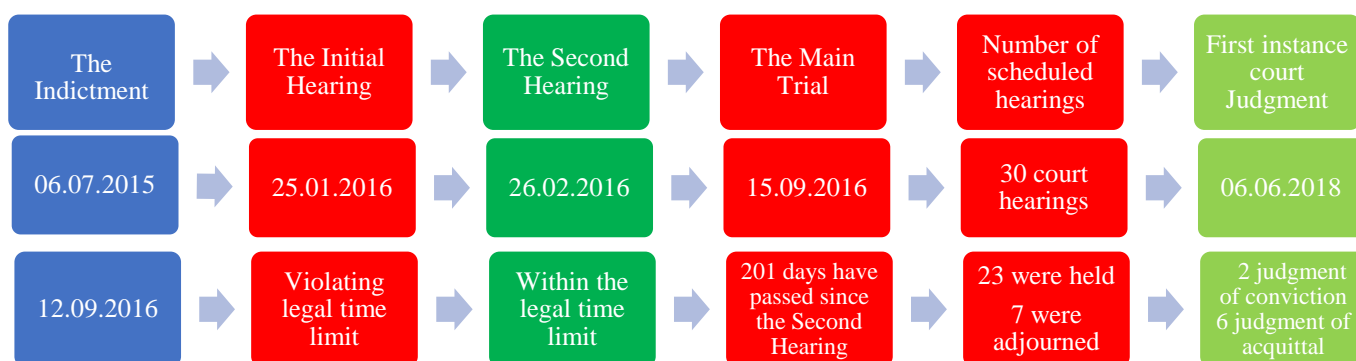 The
Indictment
The Initial
Hearing
The Second
Hearing
The Main
Trial
Number of
scheduled
hearings
First instance
court
Judgment
06.07.2015
25.01.2016
26.02.2016
15.09.2016
30 court
hearings
06.06.2018
12.09.2016
Violating
legal time
limit
Within the
legal time
limit
201 days have
passed since
the Second
Hearing
23 were held
7 were
adjourned
2 judgment
of conviction
6 judgment of
acquittal